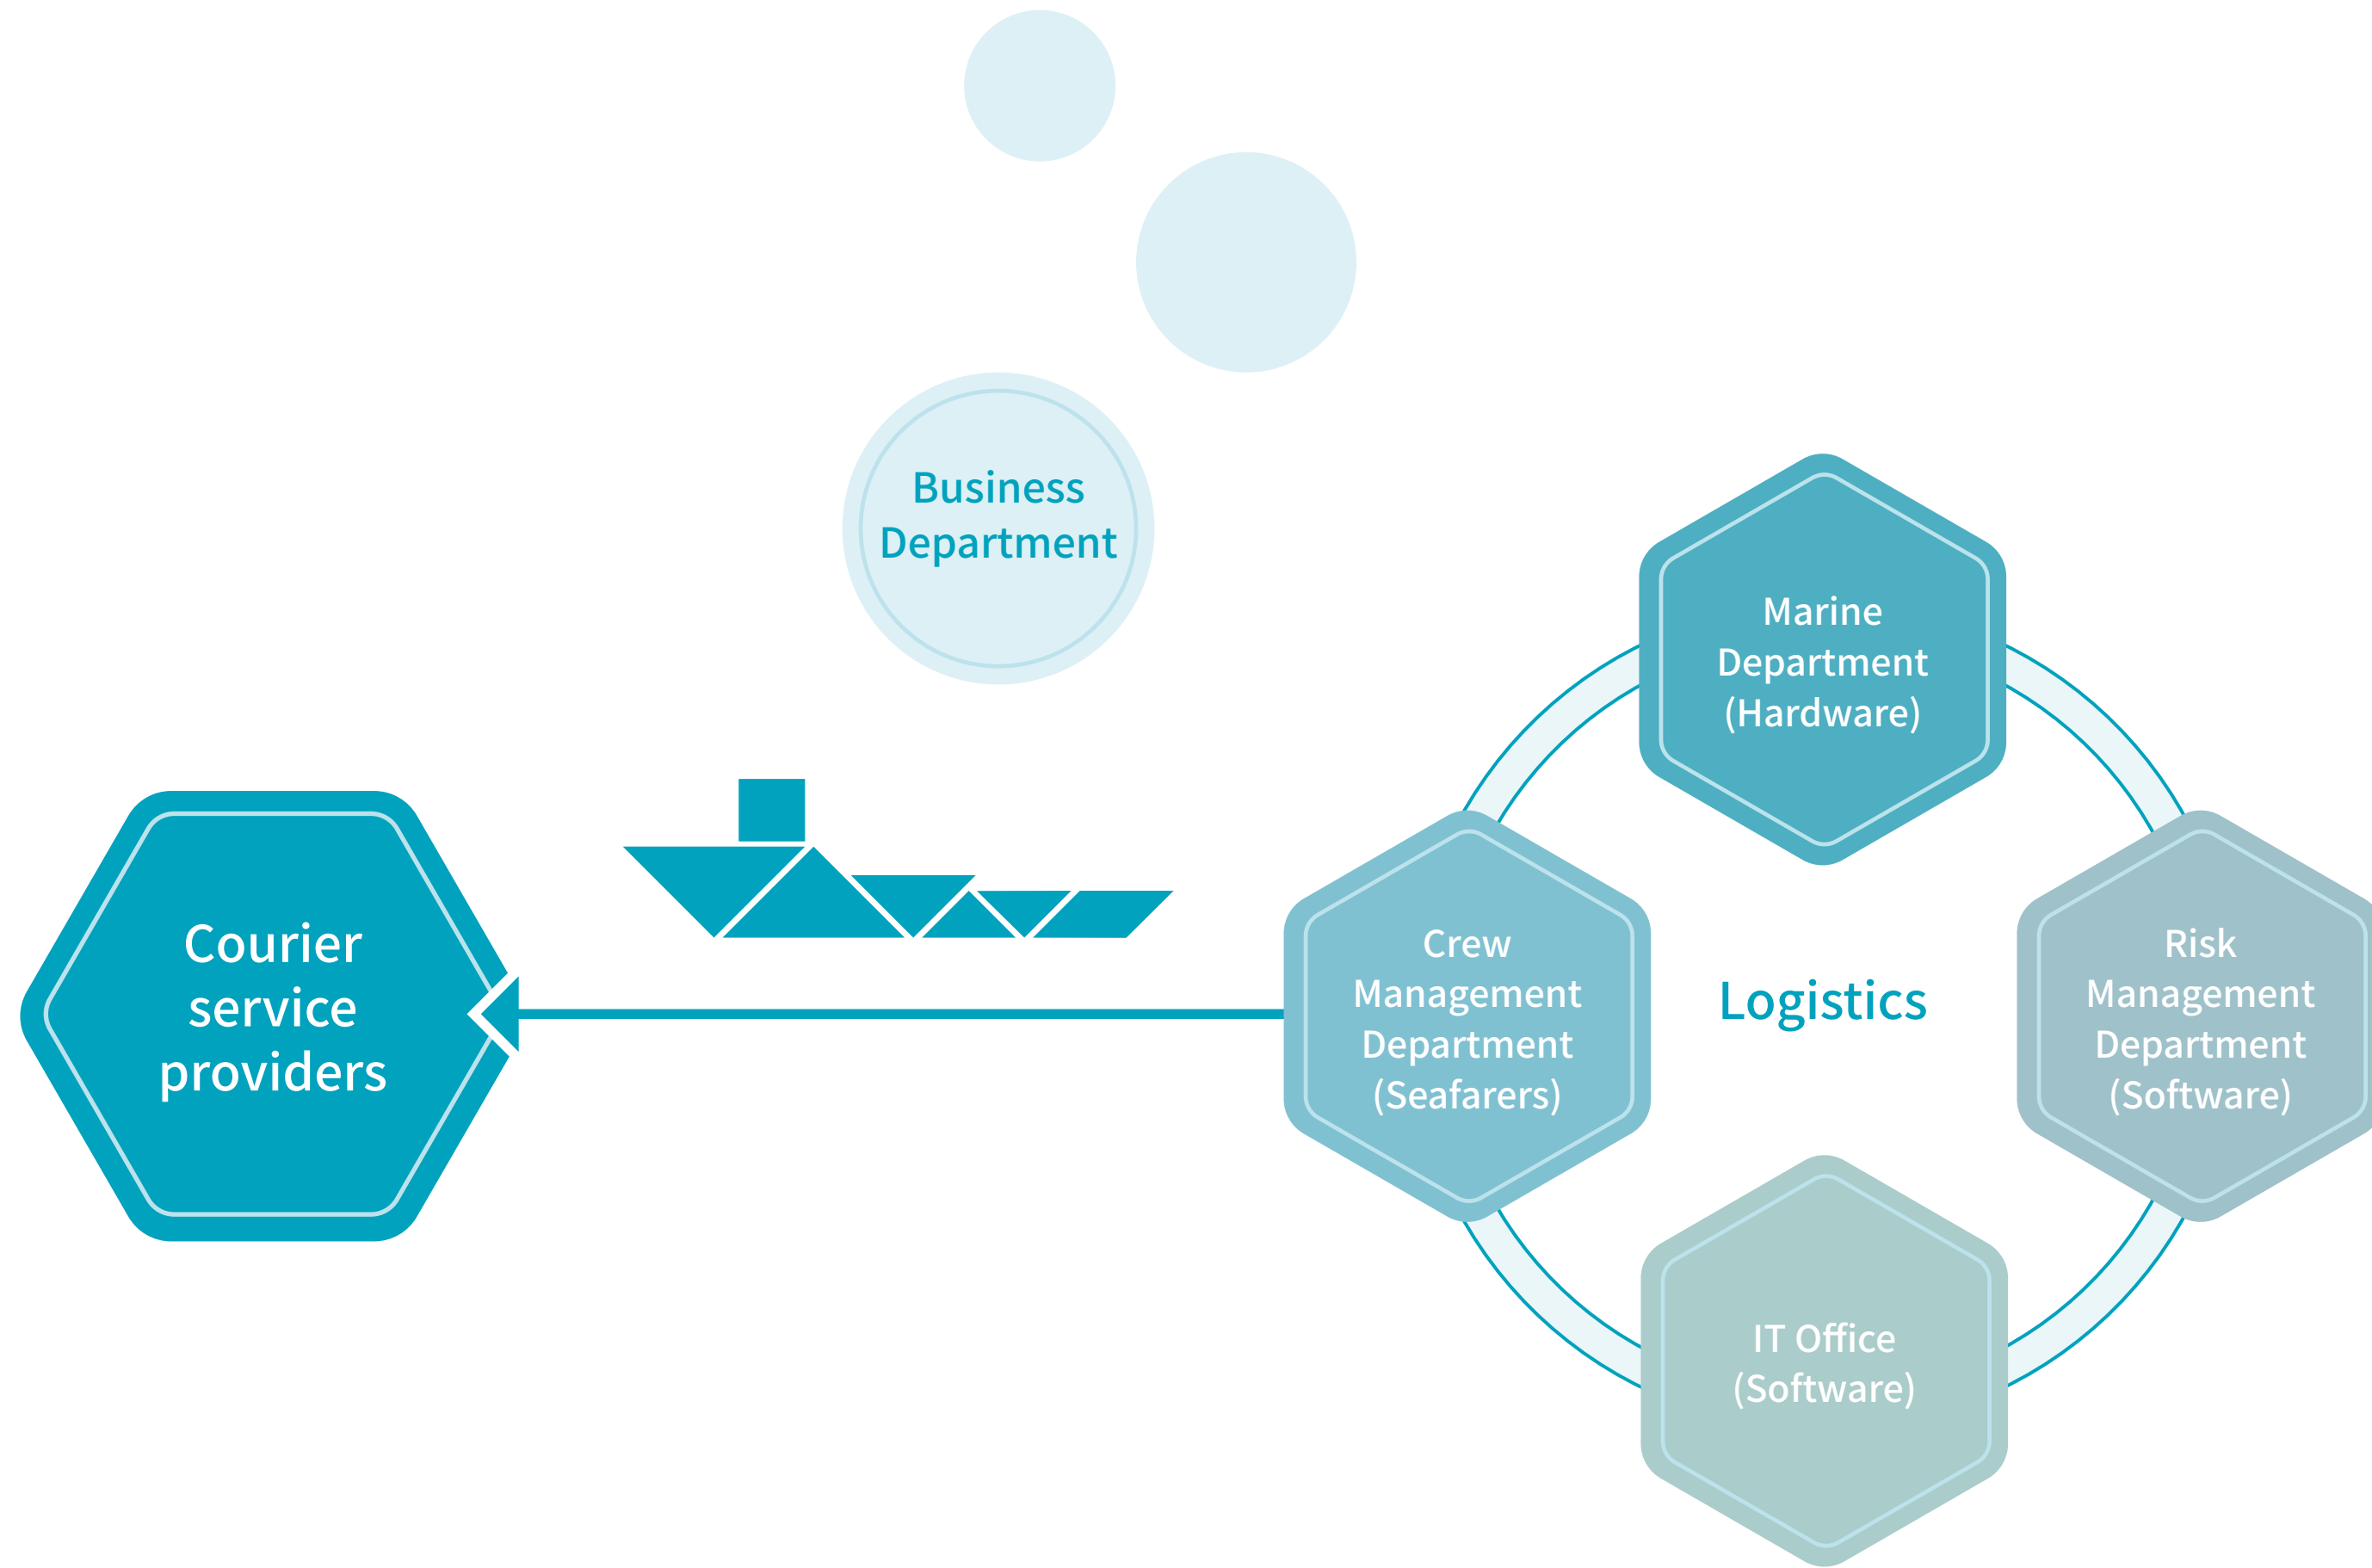 Business
Department
Marine
Department
(Hardware)
Courier
service
providers
Crew
Management
Department
(Seafarers)
Logistics
Risk
Management
Department
(Software)
IT Office
(Software)